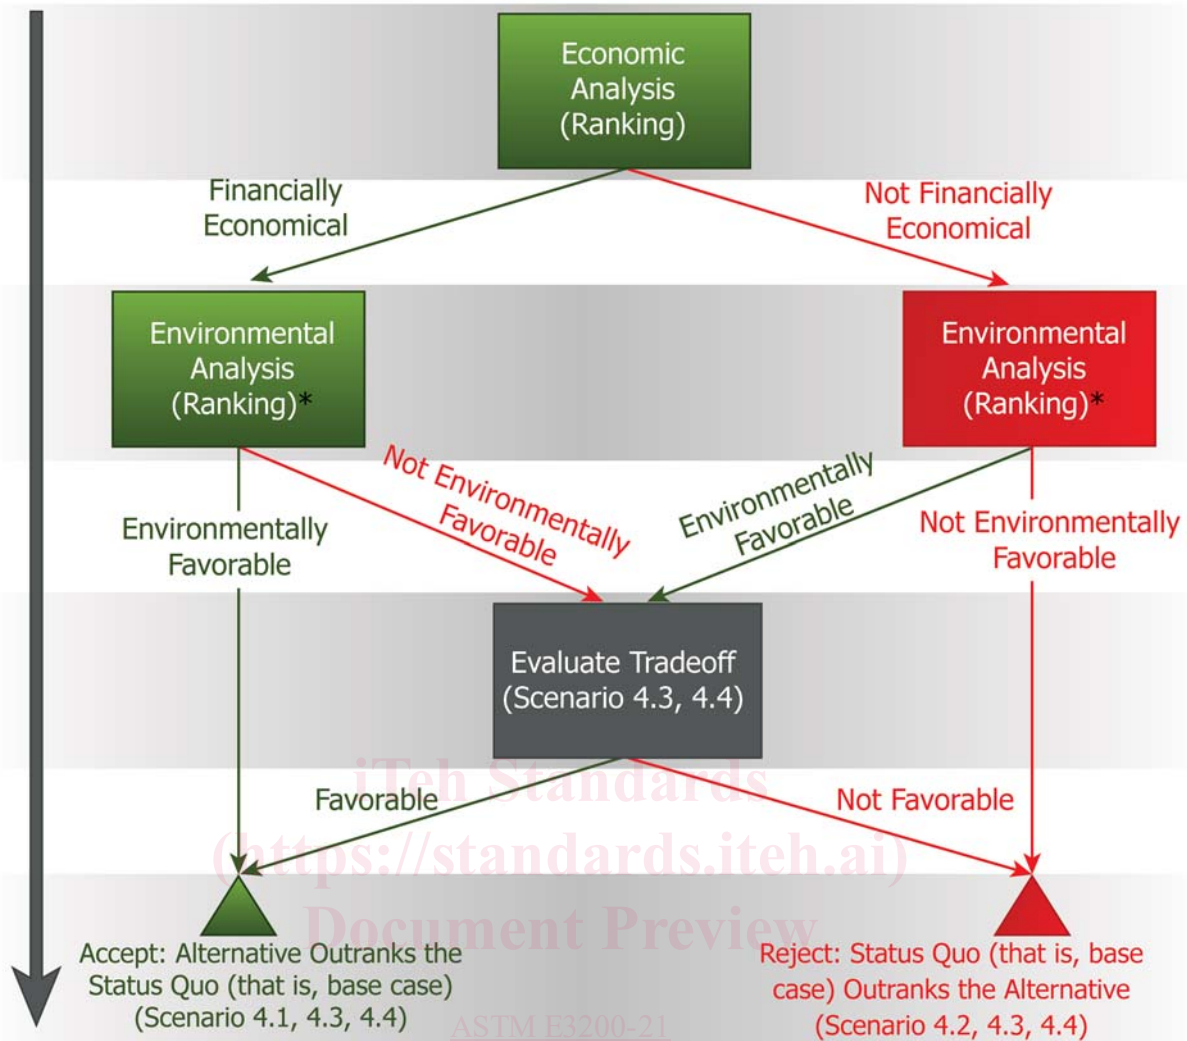 Economic
Analysis
(Ranking)
Financially
Economical
Not Financially
Economical
Environmental
Analysis
(Ranking)*
Environmental
Analysis
(Ranking)*
Environmentally
Favorable
Not Environmentally
Favorable
Environmentally
Favorable
Not Environmentally
Favorable
Evaluate Tradeoff
(Scenario 4.3, 4.4)
iTeh Standards
Favorable
Not Favorable
(https://standards.iteh.ai)
Document Preview
Accept: Alternative Outranks the
Status Quo (that is, base case)
(Scenario 4.1, 4.3, 4.4)
Reject: Status Quo (that is, base
case) Outranks the Alternative
(Scenario 4.2, 4.3, 4.4)
ASTM E3200-21